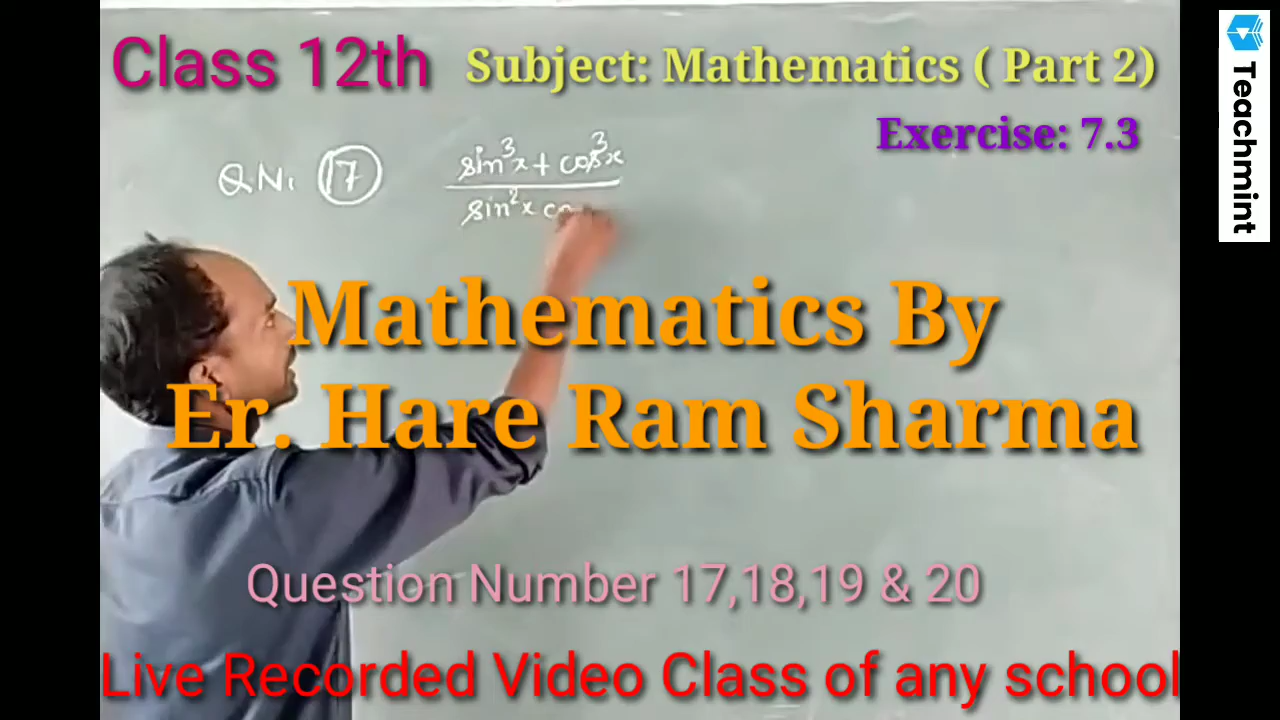 Class 12th
Subject: Mathematics ( Part 2)
Exercise: 7.3
Teachmint
Q.N. 17 sin³x + cos³x
sin²x
Mathematics By
Er. Hare Ram Sharma
Question Number 17,18,19 & 20
Live Recorded Video Class of any school